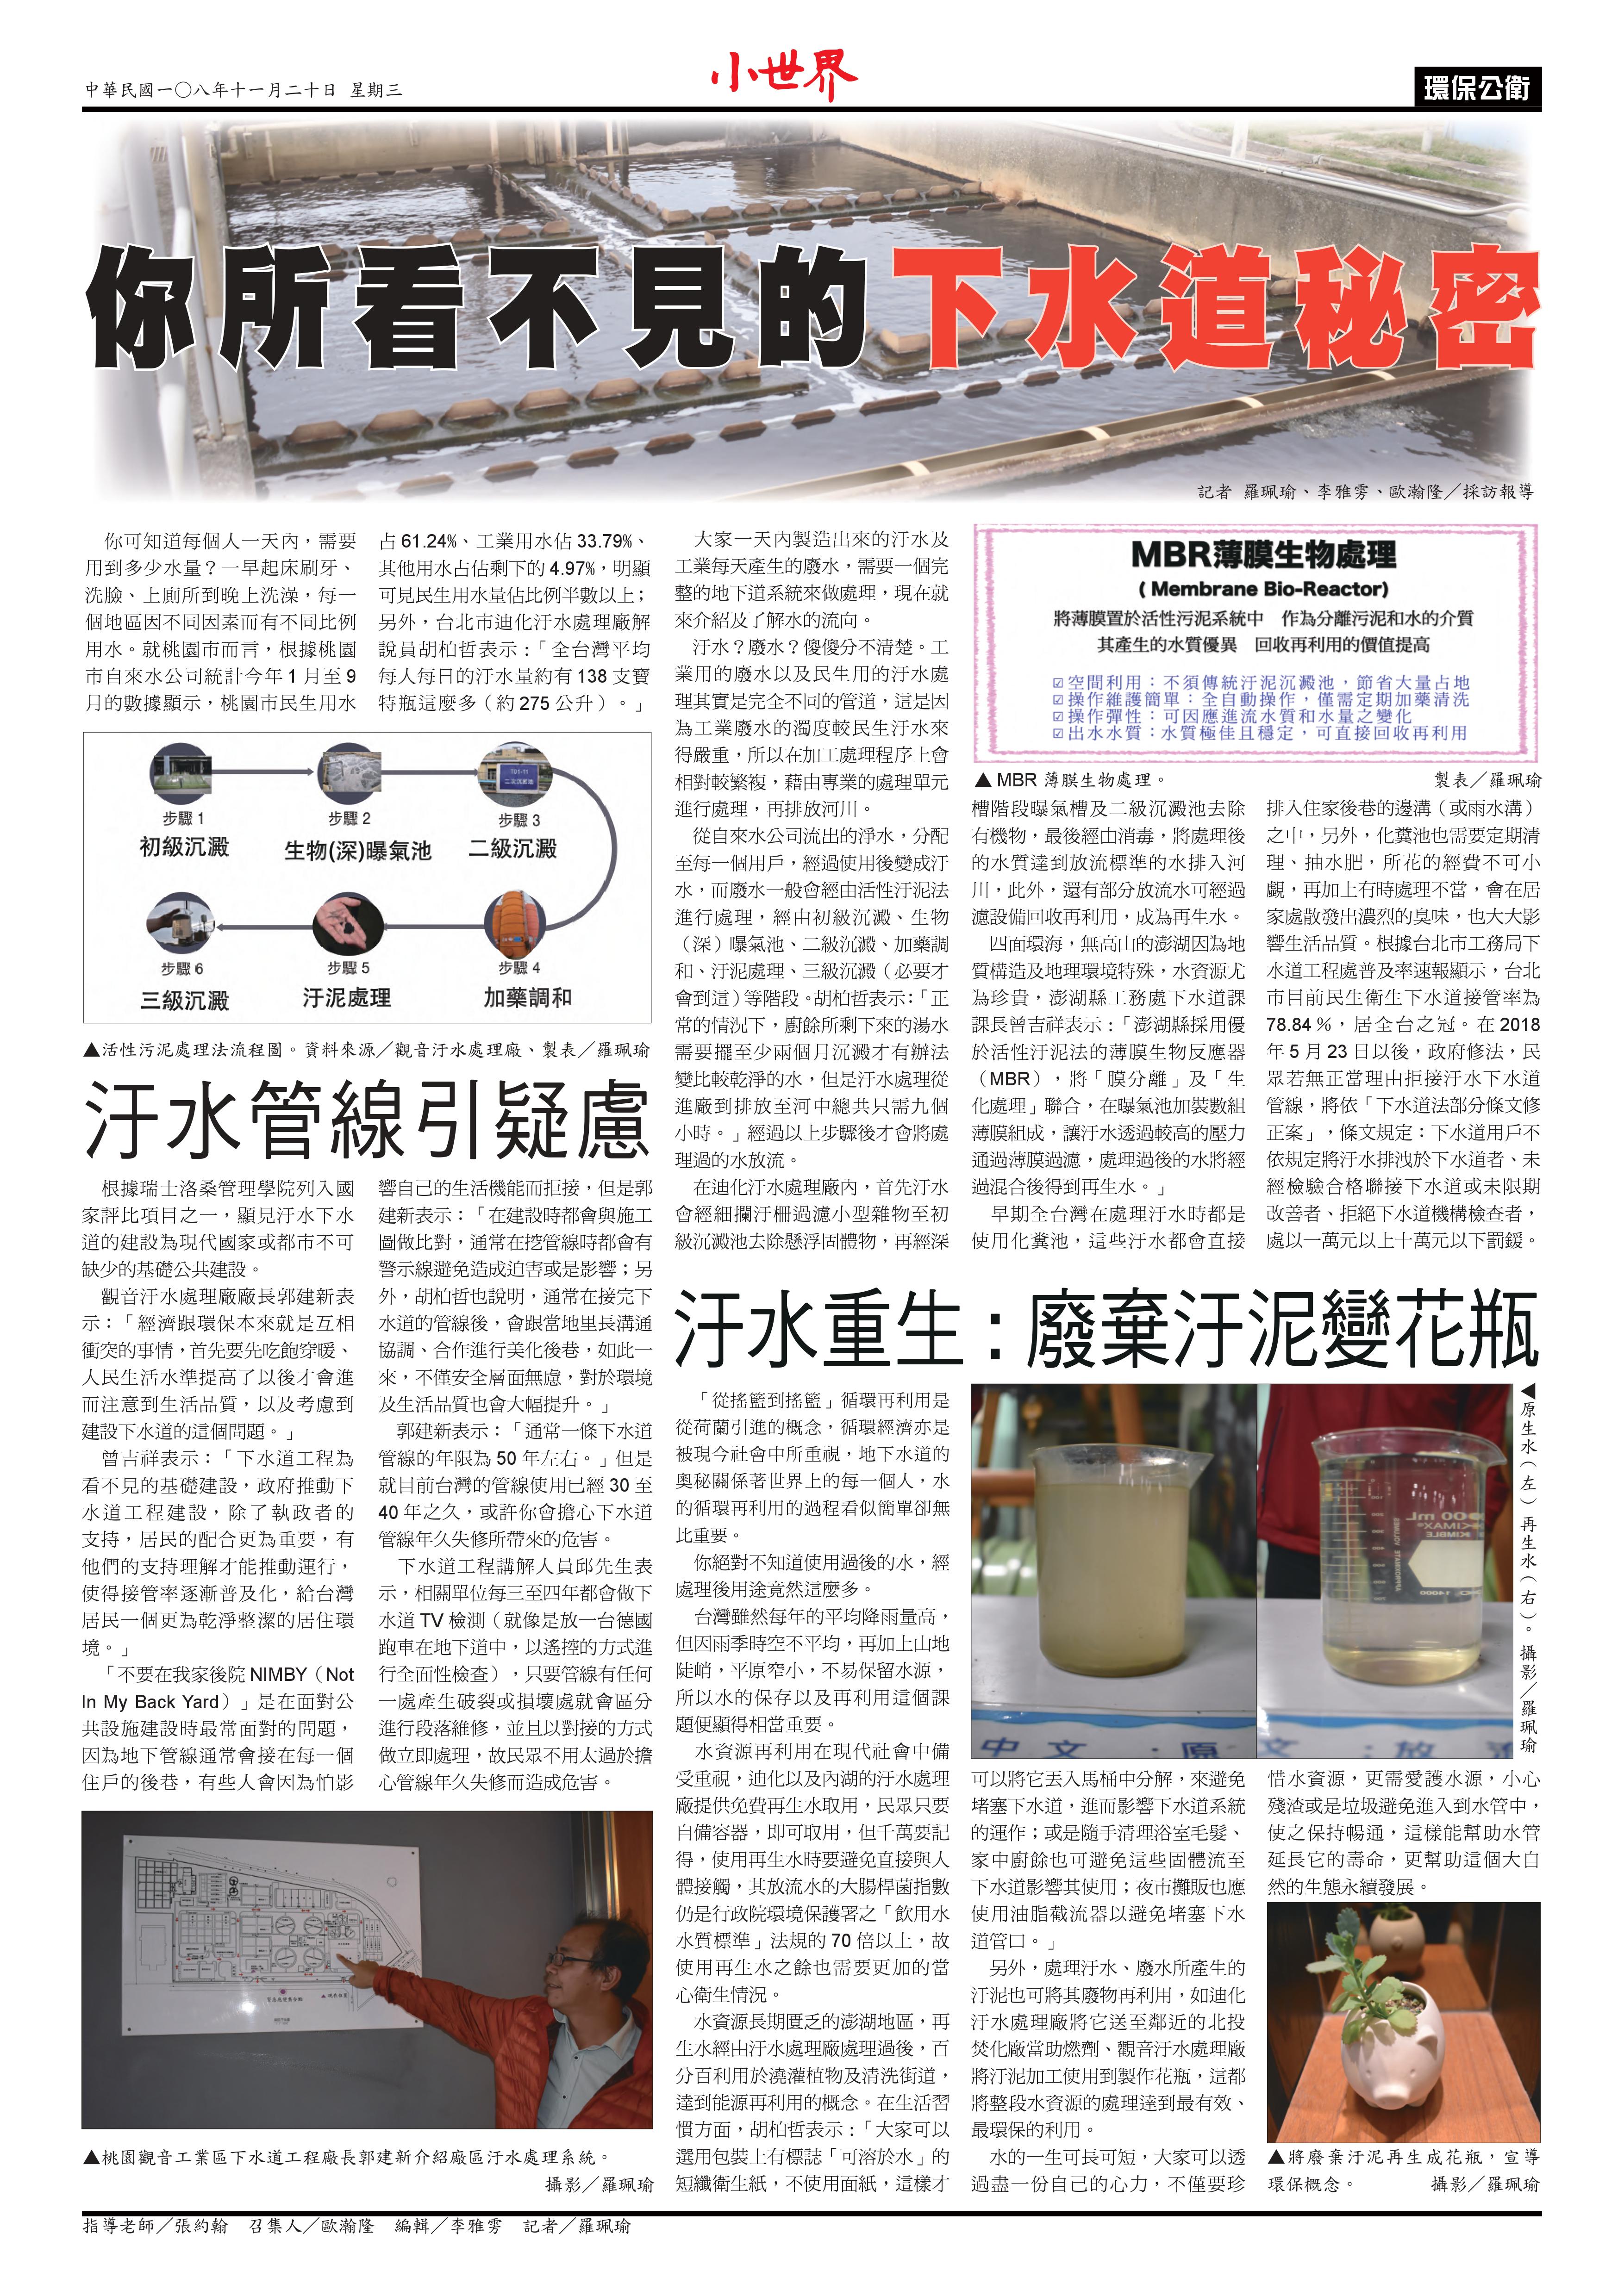 中華民國一〇八年十一月二十日 星期三
小世界
環保公衛
你所看不見的下水道秘密
記者 羅珮瑜、李雅雰、歐瀚隆／採訪報導
你可知道每個人一天內，需要
用到多少水量？一早起床刷牙、
洗臉、上廁所到晚上洗澡，每一
個地區因不同因素而有不同比例
用水。就桃園市而言，根據桃園
市自來水公司統計今年 1 月至 9
月的數據顯示，桃園市民生用水
占 61.24%、工業用水佔 33.79%、
其他用水占佔剩下的 4.97%，明顯
可見民生用水量佔比例半數以上；
另外，台北市迪化汙水處理廠解
說員胡柏哲表示：「全台灣平均
每人每日的汙水量約有 138 支寶
特瓶這麼多（約 275 公升）。」
步驟 1
初級沉澱
步驟 2
生物(深)曝氣池
T01-11
二次沉澱池
步驟 3
二級沉澱
步驟 6
三級沉澱
步驟 5
汙泥處理
步驟 4
加藥調和
▲活性污泥處理法流程圖。資料來源／觀音汙水處理廠、製表／羅珮瑜
大家一天內製造出來的汙水及
工業每天產生的廢水，需要一個完
整的地下道系統來做處理，現在就
來介紹及了解水的流向。
汙水？廢水？傻傻分不清楚。工
業用的廢水以及民生用的汙水處
理其實是完全不同的管道，這是因
為工業廢水的濁度較民生汙水來
得嚴重，所以在加工處理程序上會
相對較繁複，藉由專業的處理單元
進行處理，再排放河川。
從自來水公司流出的淨水，分配
至每一個用戶，經過使用後變成汙
水，而廢水一般會經由活性汙泥法
進行處理，經由初級沉澱、生物
（深）曝氣池、二級沉澱、加藥調
和、汙泥處理、三級沉澱（必要才
會到這）等階段。胡柏哲表示：「正
常的情況下，廚餘所剩下來的湯水
需要擺至少兩個月沉澱才有辦法
變比較乾淨的水，但是汙水處理從
進廠到排放至河中總共只需九個
小時。」經過以上步驟後才會將處
理過的水放流。
在迪化汙水處理廠內，首先汙水
會經細攔汙柵過濾小型雜物至初
級沉澱池去除懸浮固體物，再經深
MBR薄膜生物處理
( Membrane Bio-Reactor)
將薄膜置於活性污泥系統中　作為分離污泥和水的介質
其產生的水質優異　回收再利用的價值提高
☑空間利用：不須傳統汙泥沉澱池，節省大量占地
☑操作維護簡單：全自動操作，僅需定期加藥清洗
☑操作彈性：可因應進流水質和水量之變化
☑出水水質：水質極佳且穩定，可直接回收再利用
▲ MBR 薄膜生物處理。 製表／羅珮瑜
槽階段曝氣槽及二級沉澱池去除
有機物，最後經由消毒，將處理後
的水質達到放流標準的水排入河
川，此外，還有部分放流水可經過
濾設備回收再利用，成為再生水。
四面環海，無高山的澎湖因為地
質構造及地理環境特殊，水資源尤
為珍貴，澎湖縣工務處下水道課
課長曾吉祥表示：「澎湖縣採用優
於活性汙泥法的薄膜生物反應器
（MBR），將「膜分離」及「生
化處理」聯合，在曝氣池加裝數組
薄膜組成，讓汙水透過較高的壓力
通過薄膜過濾，處理過後的水將經
過混合後得到再生水。」
早期全台灣在處理汙水時都是
使用化糞池，這些汙水都會直接
排入住家後巷的邊溝（或雨水溝）
之中，另外，化糞池也需要定期清
理、抽水肥，所花的經費不可小
覷，再加上有時處理不當，會在居
家處散發出濃烈的臭味，也大大影
響生活品質。根據台北市工務局下
水道工程處普及率速報顯示，台北
市目前民生衛生下水道接管率為
78.84％，居全台之冠。在 2018
年 5 月 23 日以後，政府修法，民
眾若無正當理由拒接汙水下水道
管線，將依「下水道法部分條文修
正案」，條文規定：下水道用戶不
依規定將汙水排洩於下水道者、未
經檢驗合格聯接下水道或未限期
改善者、拒絕下水道機構檢查者，
處以一萬元以上十萬元以下罰鍰。
汙水管線引疑慮
根據瑞士洛桑管理學院列入國
家評比項目之一，顯見汙水下水
道的建設為現代國家或都市不可
缺少的基礎公共建設。
觀音汙水處理廠廠長郭建新表
示：「經濟跟環保本來就是互相
衝突的事情，首先要先吃飽穿暖、
人民生活水準提高了以後才會進
而注意到生活品質，以及考慮到
建設下水道的這個問題。」
曾吉祥表示：「下水道工程為
看不見的基礎建設，政府推動下
水道工程建設，除了執政者的
支持，居民的配合更為重要，有
他們的支持理解才能推動運行，
使得接管率逐漸普及化，給台灣
居民一個更為乾淨整潔的居住環
境。」
「不要在我家後院 NIMBY（Not
In My Back Yard）」是在面對公
共設施建設時最常面對的問題，
因為地下管線通常會接在每一個
住戶的後巷，有些人會因為怕影
響自己的生活機能而拒接，但是郭
建新表示：「在建設時都會與施工
圖做比對，通常在挖管線時都會有
警示線避免造成迫害或是影響；另
外，胡柏哲也說明，通常在接完下
水道的管線後，會跟當地里長溝通
協調、合作進行美化後巷，如此一
來，不僅安全層面無慮，對於環境
及生活品質也會大幅提升。」
郭建新表示：「通常一條下水道
管線的年限為 50 年左右。」但是
就目前台灣的管線使用已經 30 至
40 年之久，或許你會擔心下水道
管線年久失修所帶來的危害。
下水道工程講解人員邱先生表
示，相關單位每三至四年都會做下
水道 TV 檢測（就像是放一台德國
跑車在地下道中，以遙控的方式進
行全面性檢查），只要管線有任何
一處產生破裂或損壞處就會區分
進行段落維修，並且以對接的方式
做立即處理，故民眾不用太過於擔
心管線年久失修而造成危害。
▲桃園觀音工業區下水道工程廠長郭建新介紹廠區汙水處理系統。
攝影／羅珮瑜
汙水重生：廢棄汙泥變花瓶
「從搖籃到搖籃」循環再利用是
從荷蘭引進的概念，循環經濟亦是
被現今社會中所重視，地下水道的
奧秘關係著世界上的每一個人，水
的循環再利用的過程看似簡單卻無
比重要。
你絕對不知道使用過後的水，經
處理後用途竟然這麼多。
台灣雖然每年的平均降雨量高，
但因雨季時空不平均，再加上山地
陡峭，平原窄小，不易保留水源，
所以水的保存以及再利用這個課
題便顯得相當重要。
水資源再利用在現代社會中備
受重視，迪化以及內湖的汙水處理
廠提供免費再生水取用，民眾只要
自備容器，即可取用，但千萬要記
得，使用再生水時要避免直接與人
體接觸，其放流水的大腸桿菌指數
仍是行政院環境保護署之「飲用水
水質標準」法規的 70 倍以上，故
使用再生水之餘也需要更加的當
心衛生情況。
水資源長期匱乏的澎湖地區，再
生水經由汙水處理廠處理過後，百
分百利用於澆灌植物及清洗街道，
達到能源再利用的概念。在生活習
慣方面，胡柏哲表示：「大家可以
選用包裝上有標誌「可溶於水」的
短纖衛生紙，不使用面紙，這樣才
中文：原
文：放流
◀原生水（左）再生水（右）。攝影／羅珮瑜
可以將它丟入馬桶中分解，來避免
堵塞下水道，進而影響下水道系統
的運作；或是隨手清理浴室毛髮、
家中廚餘也可避免這些固體流至
下水道影響其使用；夜市攤販也應
使用油脂截流器以避免堵塞下水
道管口。」
另外，處理汙水、廢水所產生的
汙泥也可將其廢物再利用，如迪化
汙水處理廠將它送至鄰近的北投
焚化廠當助燃劑、觀音汙水處理廠
將汙泥加工使用到製作花瓶，這都
將整段水資源的處理達到最有效、
最環保的利用。
水的一生可長可短，大家可以透
過盡一份自己的心力，不僅要珍
惜水資源，更需愛護水源，小心
殘渣或是垃圾避免進入到水管中，
使之保持暢通，這樣能幫助水管
延長它的壽命，更幫助這個大自
然的生態永續發展。
▲將廢棄汙泥再生成花瓶，宣導
環保概念。 攝影／羅珮瑜
指導老師／張約翰　召集人／歐瀚隆　編輯／李雅雰　記者／羅珮瑜